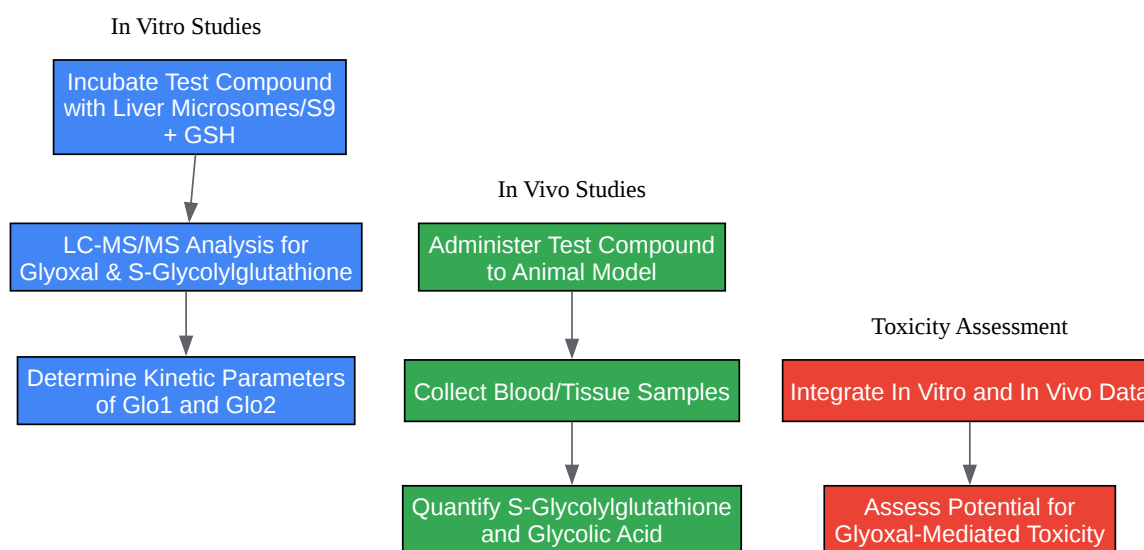 In Vitro Studies
Incubate Test Compound
with Liver Microsomes/S9
+ GSH
LC-MS/MS Analysis for
Glyoxal & S-Glycolylglutathione
Determine Kinetic Parameters
of Glo1 and Glo2
In Vivo Studies
Administer Test Compound
to Animal Model
Collect Blood/Tissue Samples
Quantify S-Glycolylglutathione
and Glycolic Acid
Toxicity Assessment
Integrate In Vitro and In Vivo Data
Assess Potential for
Glyoxal-Mediated Toxicity